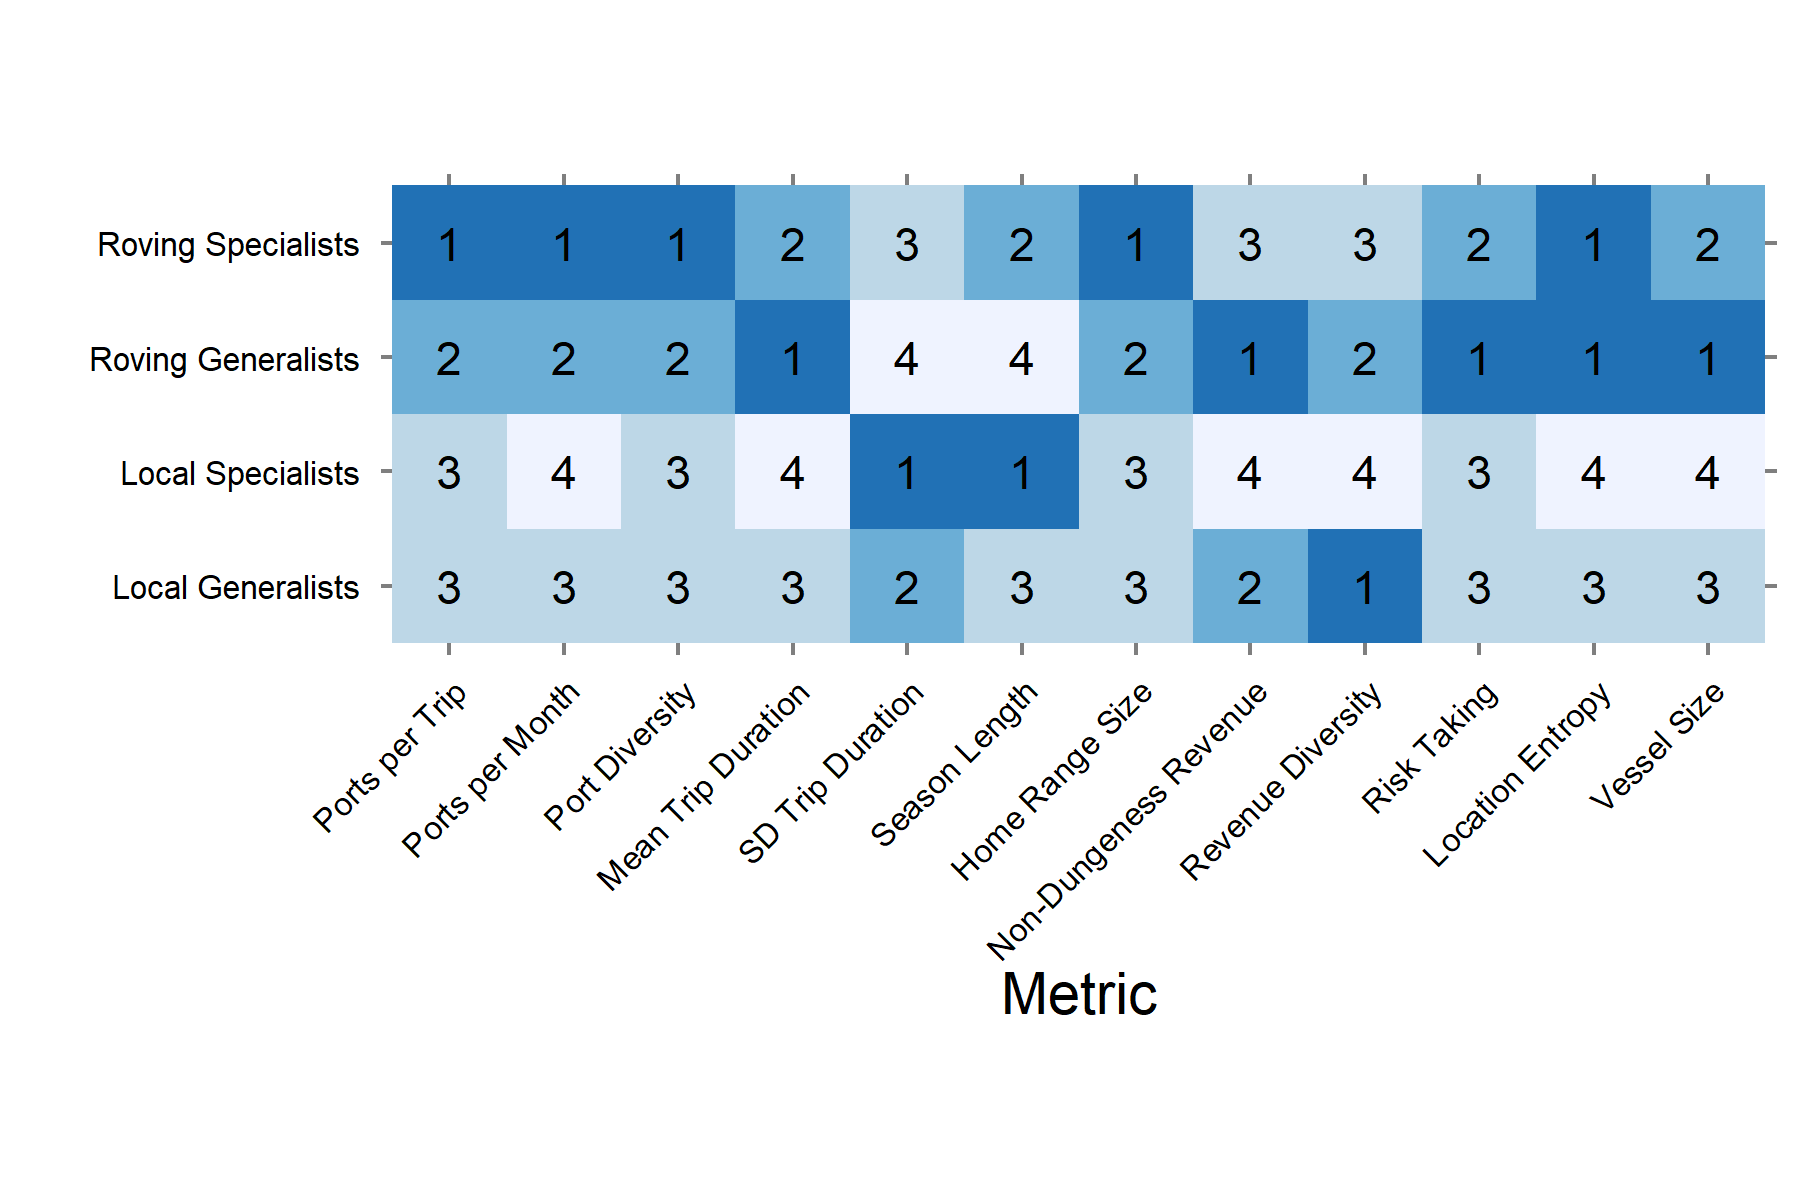 Roving Specialists 1 1 1 2 3 2 1 3 3 2 1 2
Roving Generalists 2 2 2 1 4 4 2 1 2 1 1 1
Local Specialists 3 4 3 4 1 1 3 4 4 3 4 4
Local Generalists 3 3 3 3 2 3 3 2 1 3 3 3
Ports per Trip
Ports per Month
Port Diversity
Mean Trip Duration
SD Trip Duration
Season Length
Home Range Size
Non-Dungeness Revenue
Revenue Diversity
Risk Taking
Location Entropy
Vessel Size
Metric